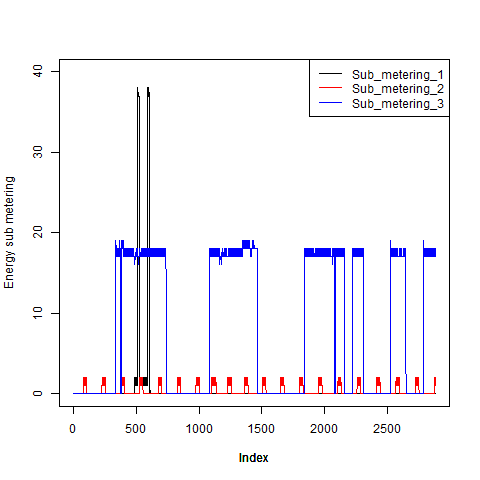 Energy sub metering
40
30
20
10
0
Sub_metering_1
Sub_metering_2
Sub_metering_3
0 500 1000 1500 2000 2500
Index